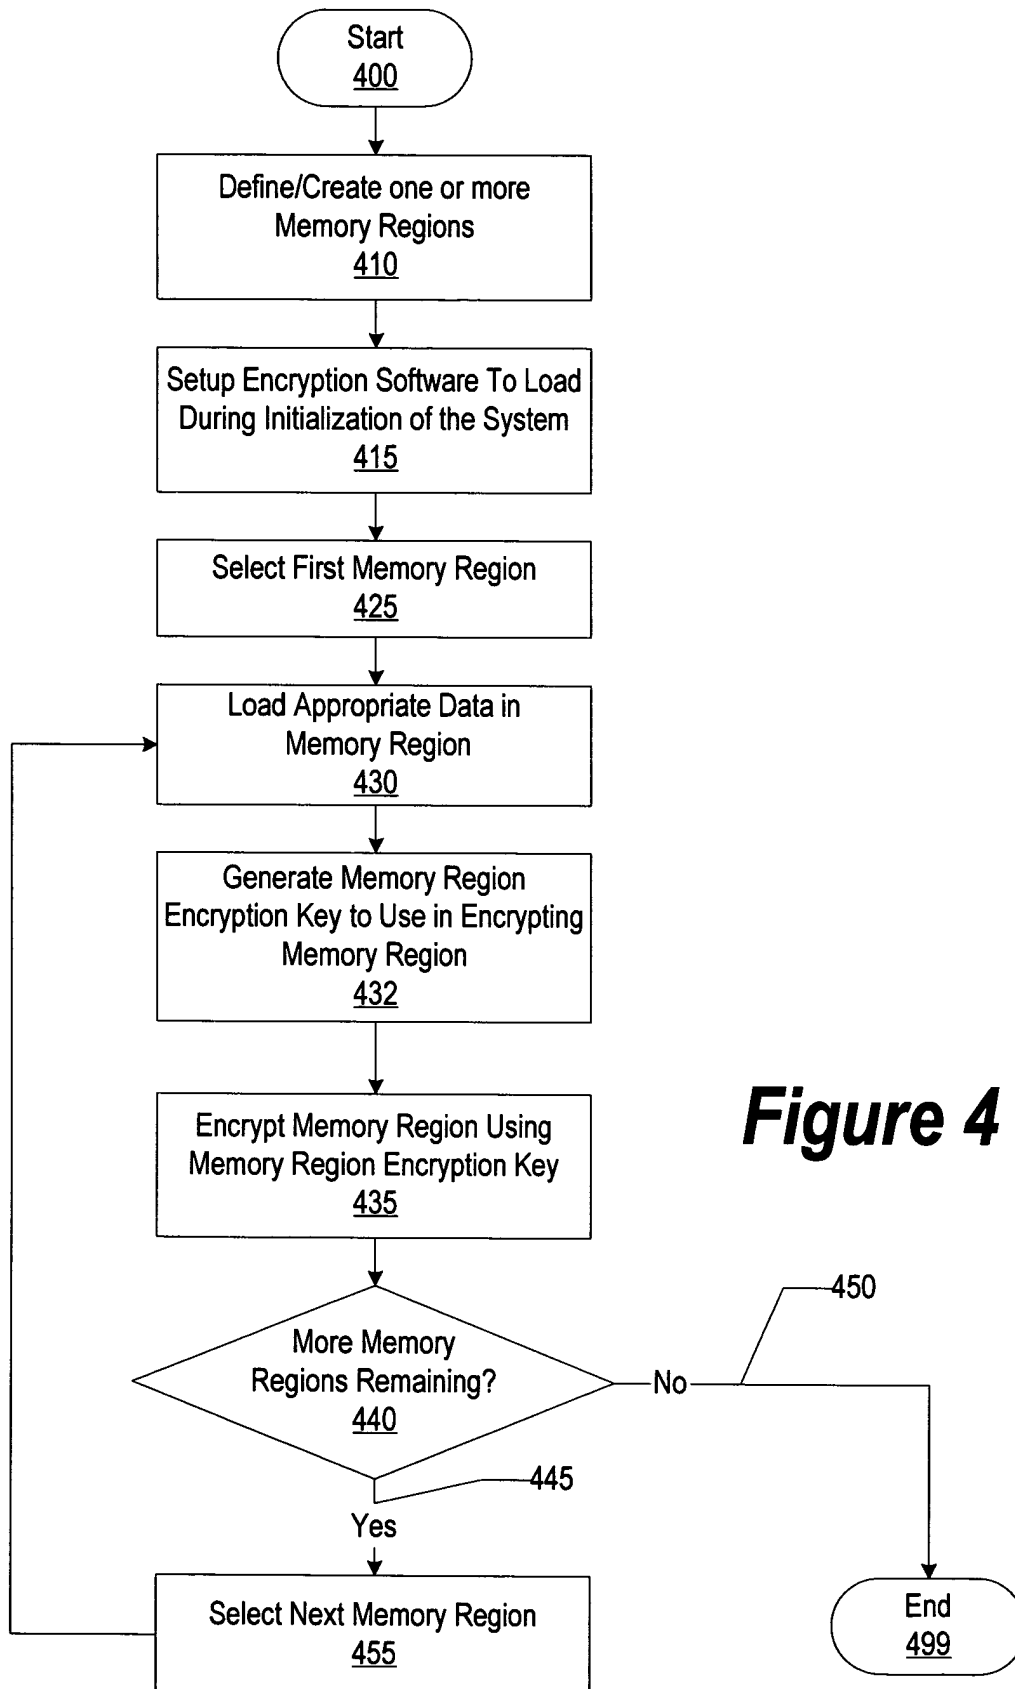 Start
400
Define/Create one or more
Memory Regions
410
Setup Encryption Software To Load
During Initialization of the System
415
Select First Memory Region
425
Load Appropriate Data in
Memory Region
430
Generate Memory Region
Encryption Key to Use in Encrypting
Memory Region
432
Figure 4
Encrypt Memory Region Using
Memory Region Encryption Key
435
450
More Memory
Regions Remaining?
440
No
445
Yes
Select Next Memory Region
455
End
499